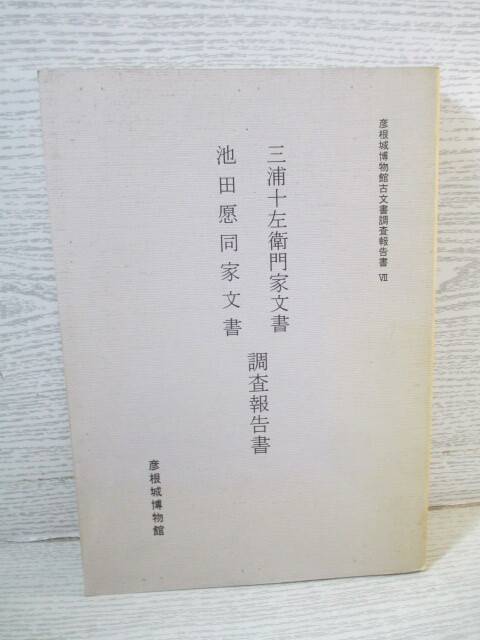 彦根城博物館古文書調査報告書 Ⅶ
三浦十左衛門家文書
池田愿同家文書
調査報告書
彦根城博物館